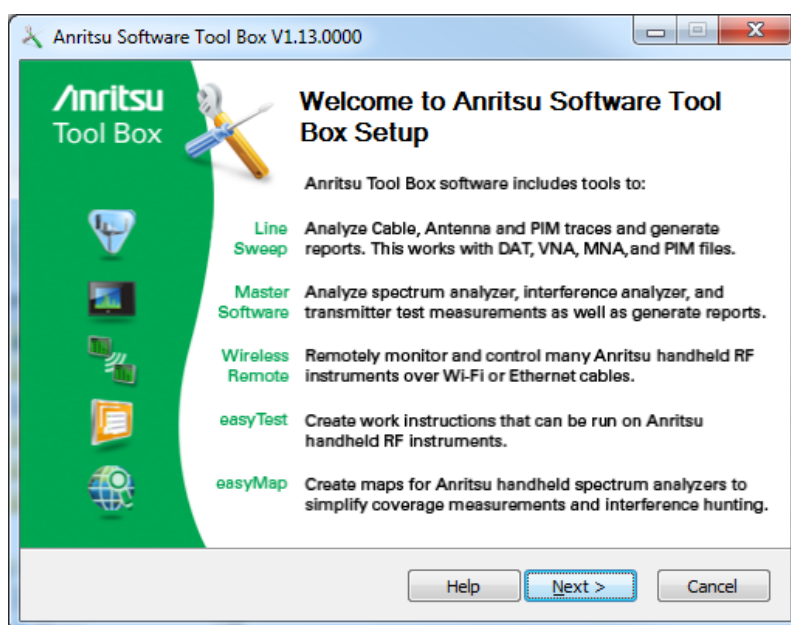 Anritsu Software Tool Box V1.13.0000
Anritsu
Tool Box
Welcome to Anritsu Software Tool
Box Setup
Anritsu Tool Box software includes tools to:
Line
Sweep
Analyze Cable, Antenna and PIM traces and generate
reports. This works with DAT, VNA, MNA,and PIM files.
Master
Software
Analyze spectrum analyzer, interference analyzer, and
transmitter test measurements as well as generate reports.
Wireless
Remote
Remotely monitor and control many Anritsu handheld RF
instruments over Wi-Fi or Ethernet cables.
easyTest
Create work instructions that can be run on Anritsu
handheld RF instruments.
easyMap
Create maps for Anritsu handheld spectrum analyzers to
simplify coverage measurements and interference hunting.
Help
Next >
Cancel